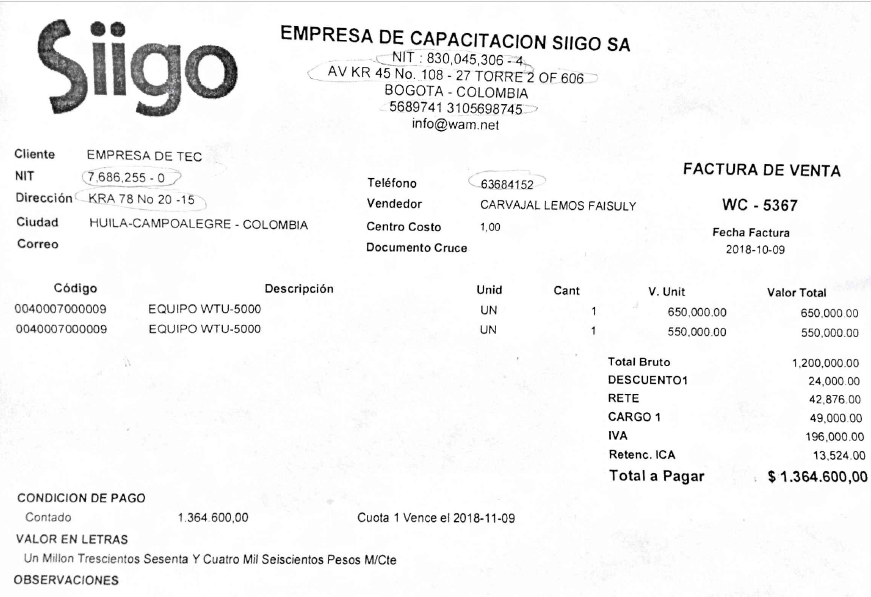 Siigo
EMPRESA DE CAPACITACION SIIGO SA
NIT : 830,045,306 - 4
AV KR 45 No. 108 - 27 TORRE 2 OF 606
BOGOTA - COLOMBIA
5689741 3105698745
info@wam.net
Cliente EMPRESA DE TEC
NIT 7,686,255 - 0
Dirección KRA 78 No 20 -15
Ciudad HUILA-CAMPOALEGRE - COLOMBIA
Correo
Teléfono 63684152
Vendedor CARVAJAL LEMOS FAISULY
Centro Costo 1,00
Documento Cruce
FACTURA DE VENTA
WC - 5367
Fecha Factura
2018-10-09
Código Descripción Unid Cant V. Unit Valor Total
0040007000009 EQUIPO WTU-5000 UN 1 650,000.00 650,000.00
0040007000009 EQUIPO WTU-5000 UN 1 550,000.00 550,000.00
Total Bruto 1,200,000.00
DESCUENTO1 24,000.00
RETE 42,876.00
CARGO 1 49,000.00
IVA 196,000.00
Retenc. ICA 13,524.00
Total a Pagar $ 1.364.600,00
CONDICION DE PAGO
Contado 1.364.600,00 Cuota 1 Vence el 2018-11-09
VALOR EN LETRAS
Un Millon Trescientos Sesenta Y Cuatro Mil Seiscientos Pesos M/Cte
OBSERVACIONES